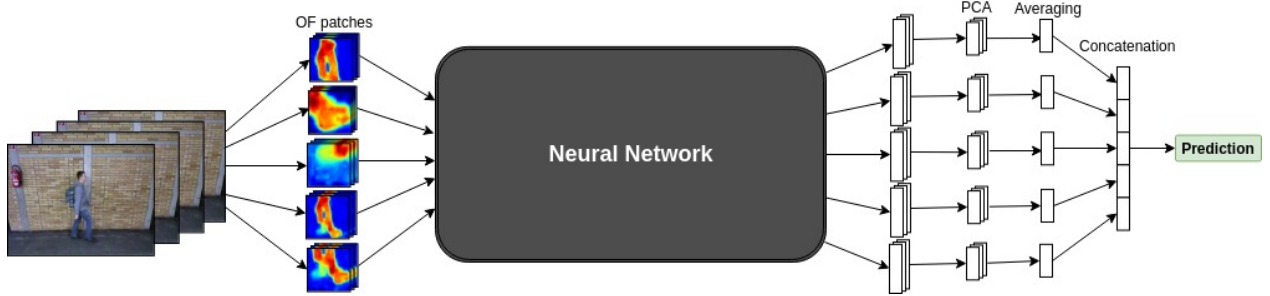 OF patches
Neural Network
PCA
Averaging
Concatenation
Prediction